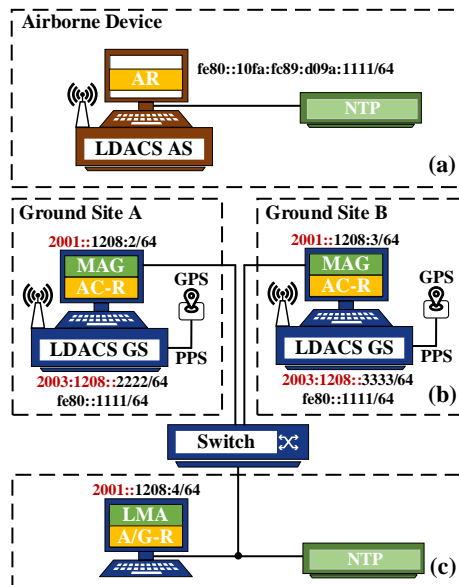 Airborne Device
AR
fe80::10fa:fc89:d09a:1111/64
NTP
LDACS AS
(a)
Ground Site A
2001::1208:2/64
MAG
AC-R
GPS
LDACS GS
PPS
2003:1208::2222/64
fe80::1111/64
Ground Site B
2001::1208:3/64
MAG
AC-R
GPS
LDACS GS
PPS
2003:1208::3333/64
fe80::1111/64
(b)
Switch
2001::1208:4/64
LMA
A/G-R
NTP
(c)